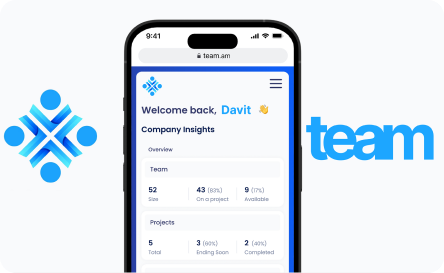 9:41
team.am
Welcome back, Davit 👋
Company Insights
Overview
Team
52 43 (83%) 9 (17%)
Size On a project Available
Projects
5 3 (60%) 2 (40%)
Total Ending Soon Completed
team